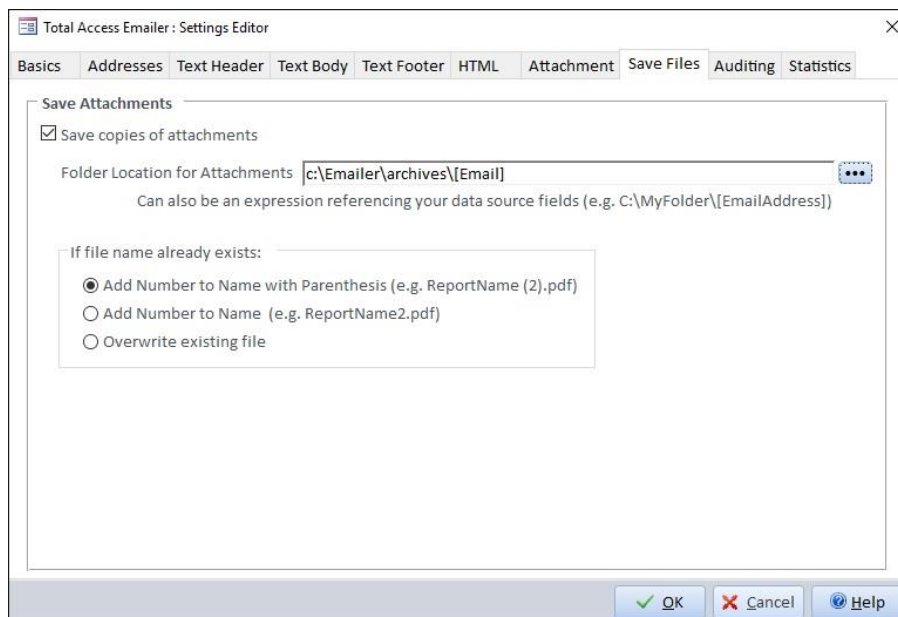 Total Access Emailer : Settings Editor
Basics Addresses Text Header Text Body Text Footer HTML Attachment Save Files Auditing Statistics
Save Attachments
Save copies of attachments
Folder Location for Attachments c:\Emailer\archives\[Email]
Can also be an expression referencing your data source fields (e.g. C:\MyFolder\[EmailAddress])
If file name already exists:
Add Number to Name with Parenthesis (e.g. ReportName (2).pdf)
Add Number to Name (e.g. ReportName2.pdf)
Overwrite existing file
OK Cancel Help